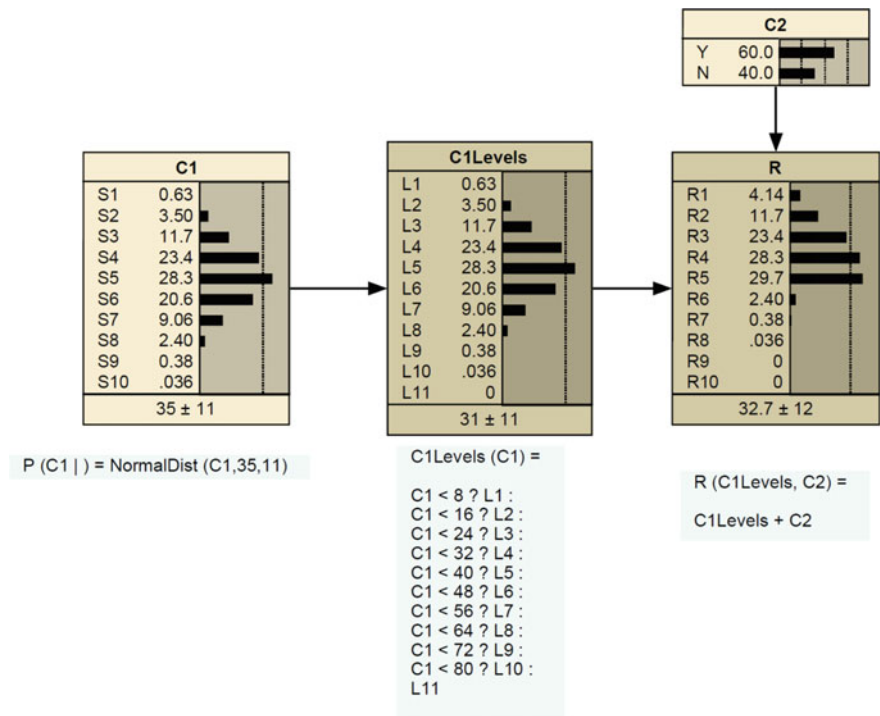 C2
Y 60.0
N 40.0
C1
S1 0.63
S2 3.50
S3 11.7
S4 23.4
S5 28.3
S6 20.6
S7 9.06
S8 2.40
S9 0.38
S10 .036
35 ± 11
C1Levels
L1 0.63
L2 3.50
L3 11.7
L4 23.4
L5 28.3
L6 20.6
L7 9.06
L8 2.40
L9 0.38
L10 .036
L11 0
31 ± 11
R
R1 4.14
R2 11.7
R3 23.4
R4 28.3
R5 29.7
R6 2.40
R7 0.38
R8 .036
R9 0
R10 0
32.7 ± 12
P (C1 | ) = NormalDist (C1,35,11)
C1Levels (C1) =
C1 < 8 ? L1 :
C1 < 16 ? L2 :
C1 < 24 ? L3 :
C1 < 32 ? L4 :
C1 < 40 ? L5 :
C1 < 48 ? L6 :
C1 < 56 ? L7 :
C1 < 64 ? L8 :
C1 < 72 ? L9 :
C1 < 80 ? L10 :
L11
R (C1Levels, C2) =
C1Levels + C2